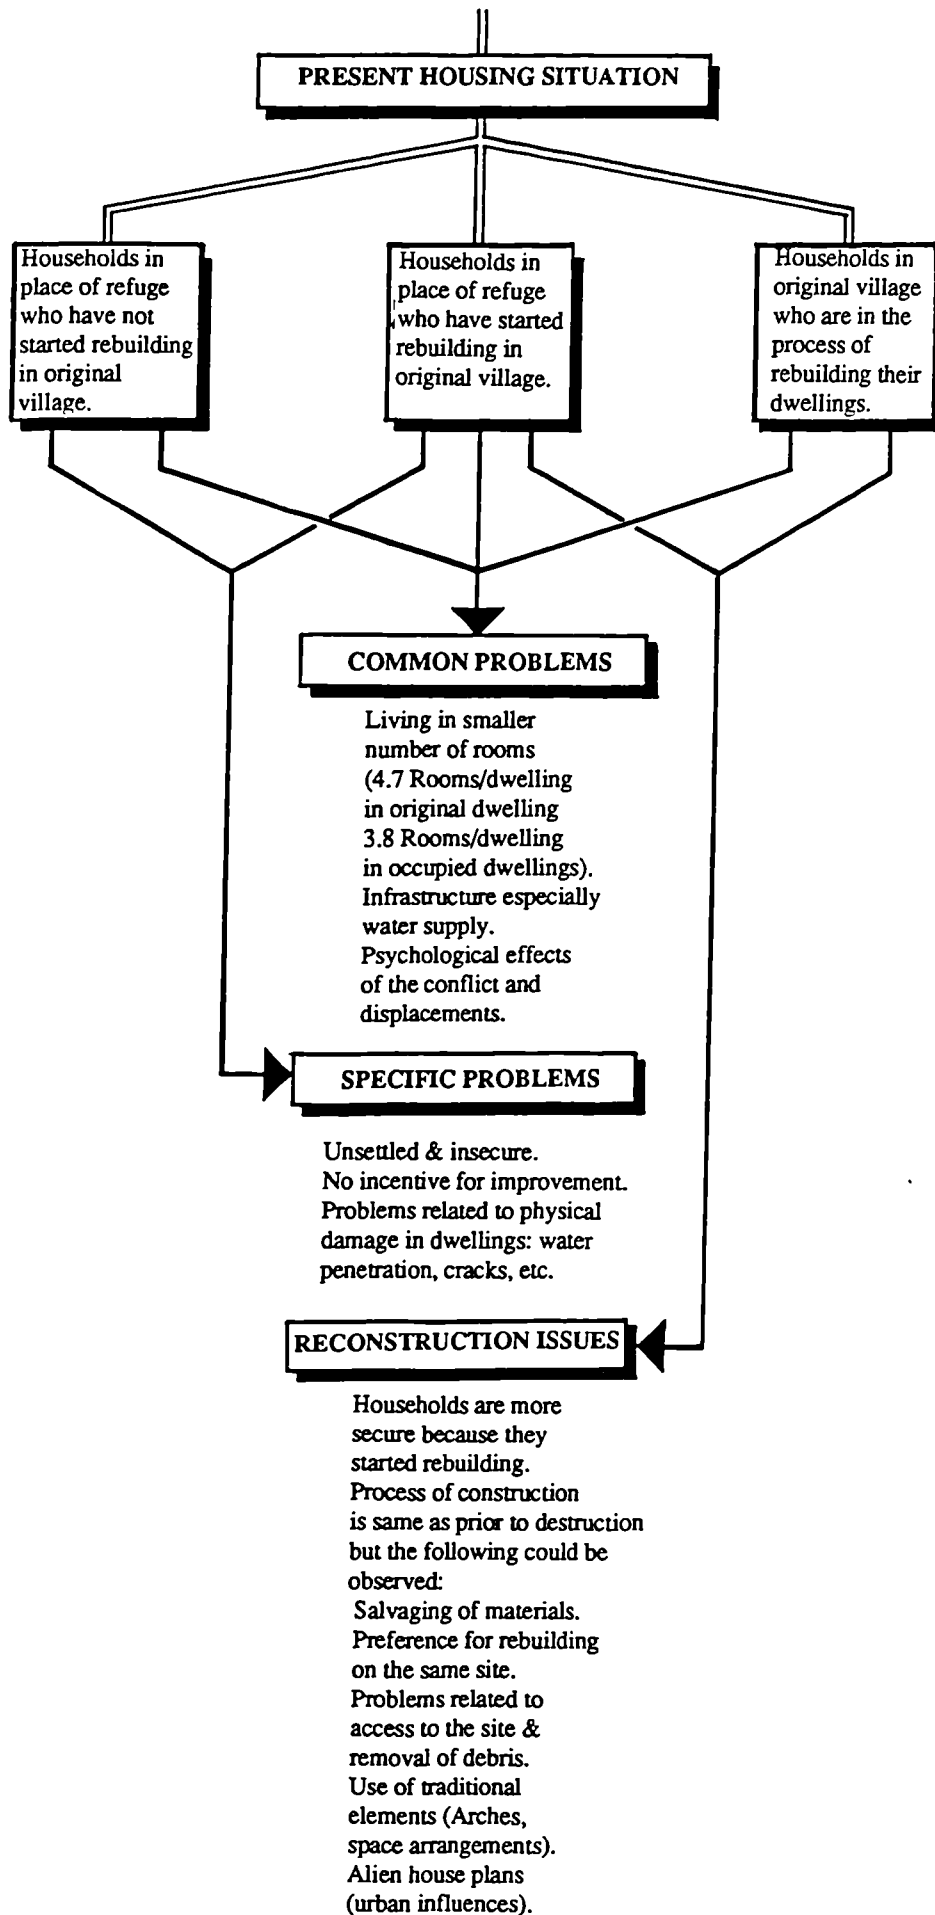 PRESENT HOUSING SITUATION
Households in
place of refuge
who have not
started rebuilding
in original
village.
Households in
place of refuge
who have started
rebuilding in
original village.
Households in
original village
who are in the
process of
rebuilding their
dwellings.
COMMON PROBLEMS
Living in smaller
number of rooms
(4.7 Rooms/dwelling
in original dwelling
3.8 Rooms/dwelling
in occupied dwellings).
Infrastructure especially
water supply.
Psychological effects
of the conflict and
displacements.
SPECIFIC PROBLEMS
Unsettled & insecure.
No incentive for improvement.
Problems related to physical
damage in dwellings: water
penetration, cracks, etc.
RECONSTRUCTION ISSUES
Households are more
secure because they
started rebuilding.
Process of construction
is same as prior to destruction
but the following could be
observed:
Salvaging of materials.
Preference for rebuilding
on the same site.
Problems related to
access to the site &
removal of debris.
Use of traditional
elements (Arches,
space arrangements).
Alien house plans
(urban influences).